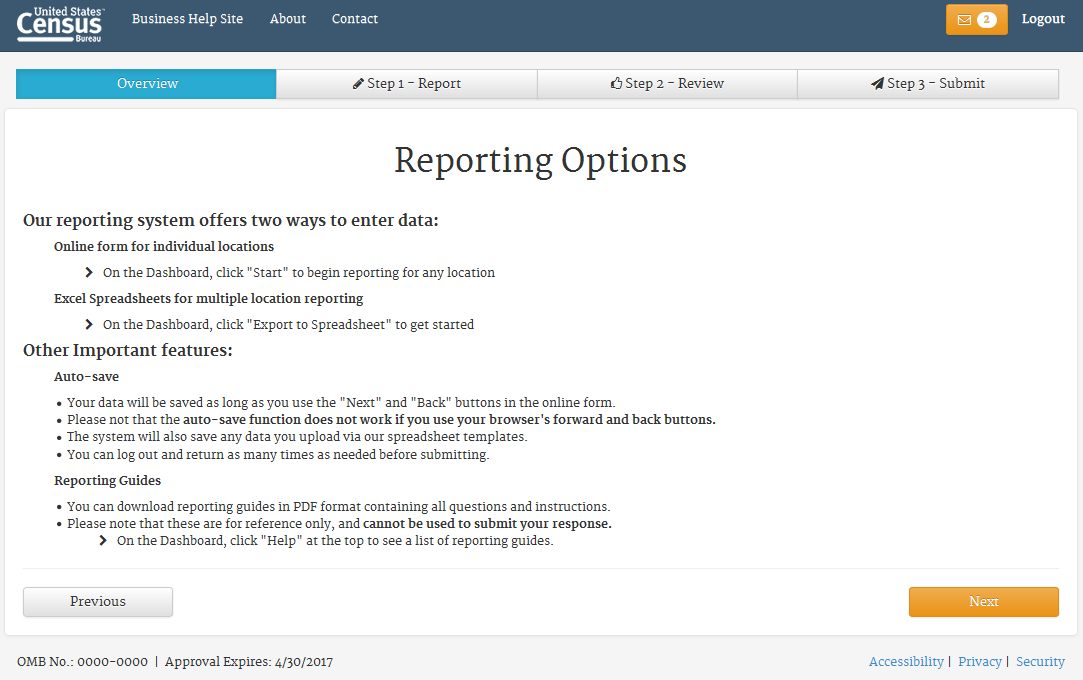 United States™
Census
Bureau
Business Help Site About Contact 2 Logout
Overview Step 1 - Report Step 2 - Review Step 3 - Submit
Reporting Options
Our reporting system offers two ways to enter data:
Online form for individual locations
On the Dashboard, click "Start" to begin reporting for any location
Excel Spreadsheets for multiple location reporting
On the Dashboard, click "Export to Spreadsheet" to get started
Other Important features:
Auto-save
• Your data will be saved as long as you use the "Next" and "Back" buttons in the online form.
• Please not that the auto-save function does not work if you use your browser's forward and back buttons.
• The system will also save any data you upload via our spreadsheet templates.
• You can log out and return as many times as needed before submitting.
Reporting Guides
• You can download reporting guides in PDF format containing all questions and instructions.
• Please note that these are for reference only, and cannot be used to submit your response.
On the Dashboard, click "Help" at the top to see a list of reporting guides.
Previous Next
OMB No.: 0000-0000 | Approval Expires: 4/30/2017 Accessibility | Privacy | Security